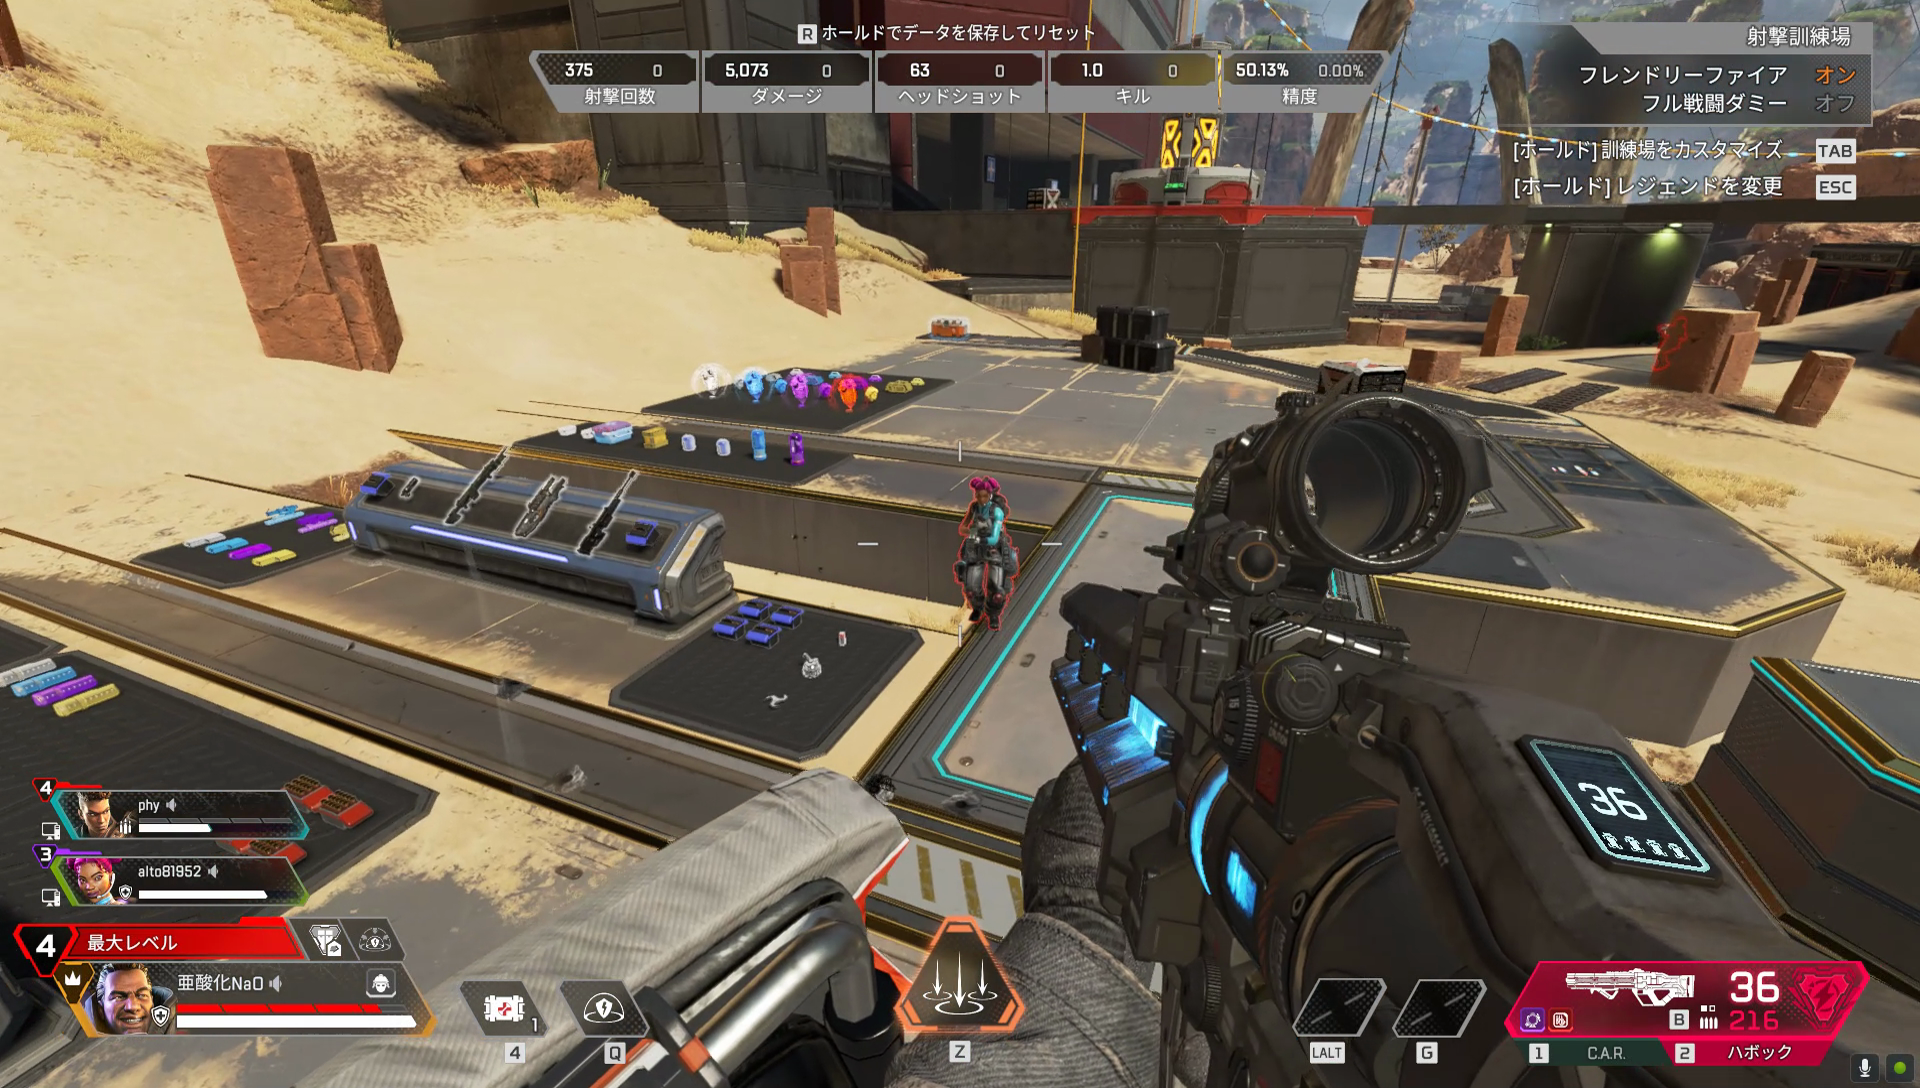 R ホールドでデータを保存してリセット
375 0 5,073 0 63 0 1.0 0 50.13% 0.00%
射撃回数 ダメージ ヘッドショット キル 精度
射撃訓練場
フレンドリーファイア オン
フル戦闘ダミー オフ
[ホールド]訓練場をカスタマイズ TAB
[ホールド]レジェンドを変更 ESC
36
4
phy
3
alto81952
4 最大レベル
亜酸化NaO
1
4 Q Z
LALT G
36
B 216
1 C.A.R. 2 ハボック